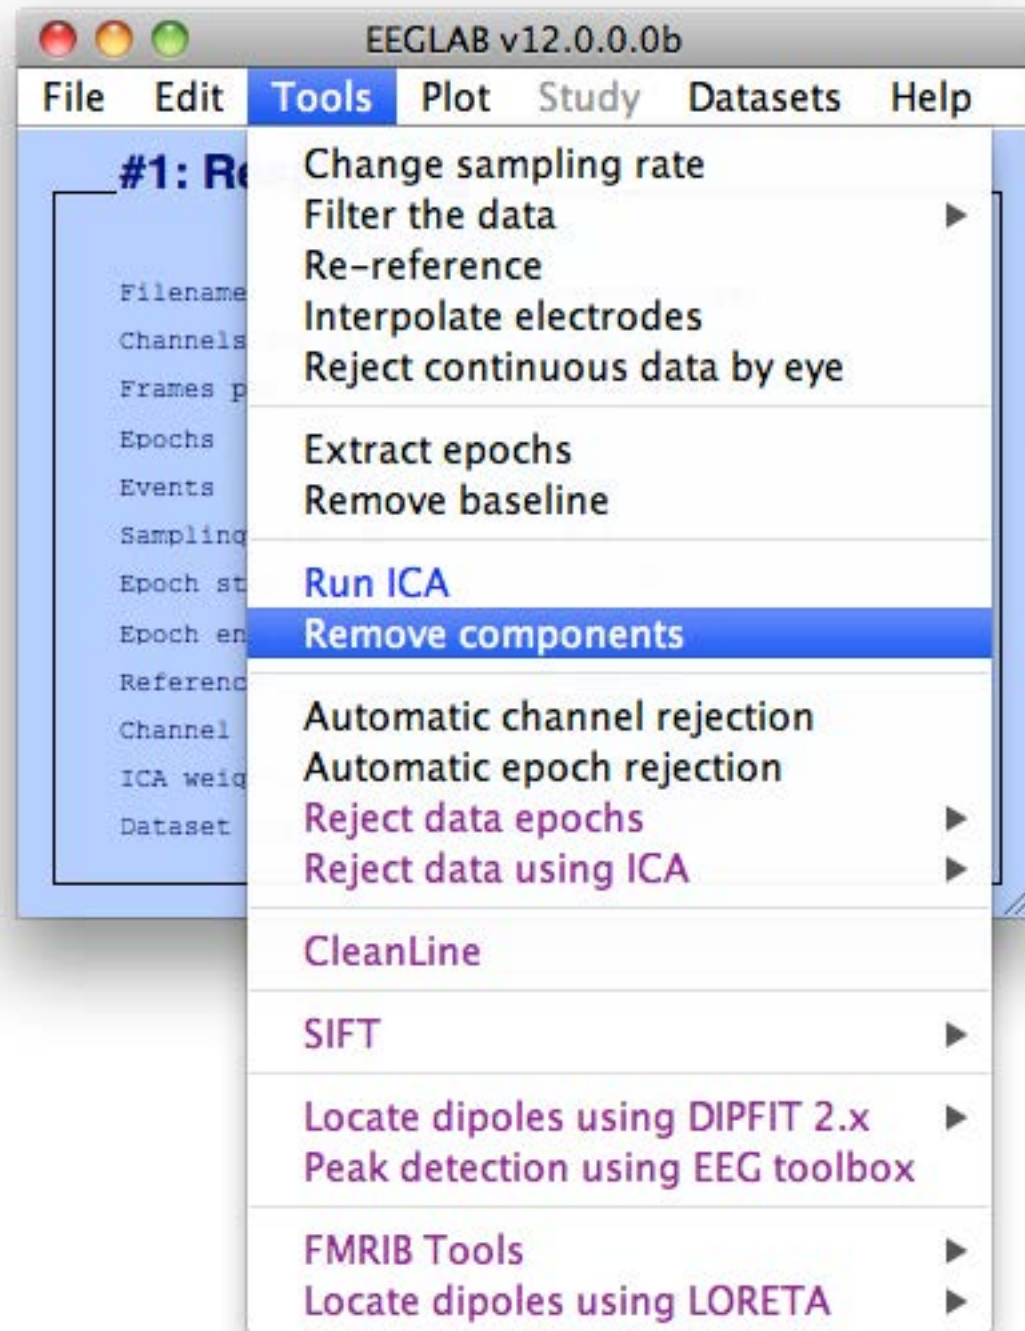 EEGLAB v12.0.0.0b
File Edit Tools Plot Study Datasets Help
#1: Re
Filename
Channels
Frames p
Epochs
Events
Sampling
Epoch st
Epoch en
Referenc
Channel
ICA weig
Dataset
Change sampling rate
Filter the data
Re-reference
Interpolate electrodes
Reject continuous data by eye
Extract epochs
Remove baseline
Run ICA
Remove components
Automatic channel rejection
Automatic epoch rejection
Reject data epochs
Reject data using ICA
CleanLine
SIFT
Locate dipoles using DIPFIT 2.x
Peak detection using EEG toolbox
FMRIB Tools
Locate dipoles using LORETA